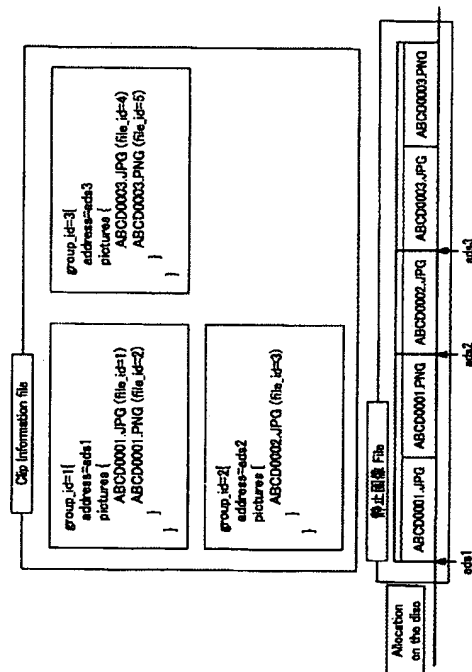 Clip Information file
group_id=1{
address=ads1
pictures {
ABCD0001.JPG (file_id=1)
ABCD0001.PNG (file_id=2)
}
}
group_id=2{
address=ads2
pictures {
ABCD0002.JPG (file_id=3)
}
}
group_id=3{
address=ads3
pictures {
ABCD0003.JPG (file_id=4)
ABCD0003.PNG (file_id=5)
}
}
静止图像 File
Allocation
on the disc
ABCD0001.JPG
ABCD0001.PNG
ABCD0002.JPG
ABCD0003.JPG
ABCD0003.PNG
ads1
ads2
ads3